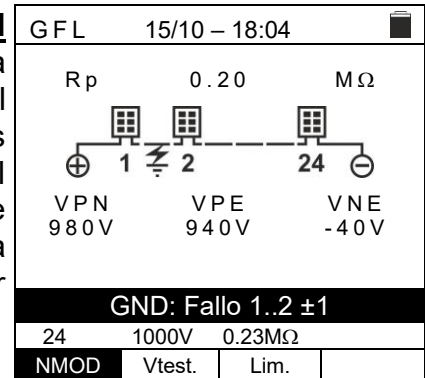 GFL 15/10 – 18:04
Rp 0.20 MΩ
1 2 24
VPN VPE VNE
980V 940V -40V
GND: Fallo 1..2 ±1
24 1000V 0.23MΩ
NMOD Vtest. Lim.